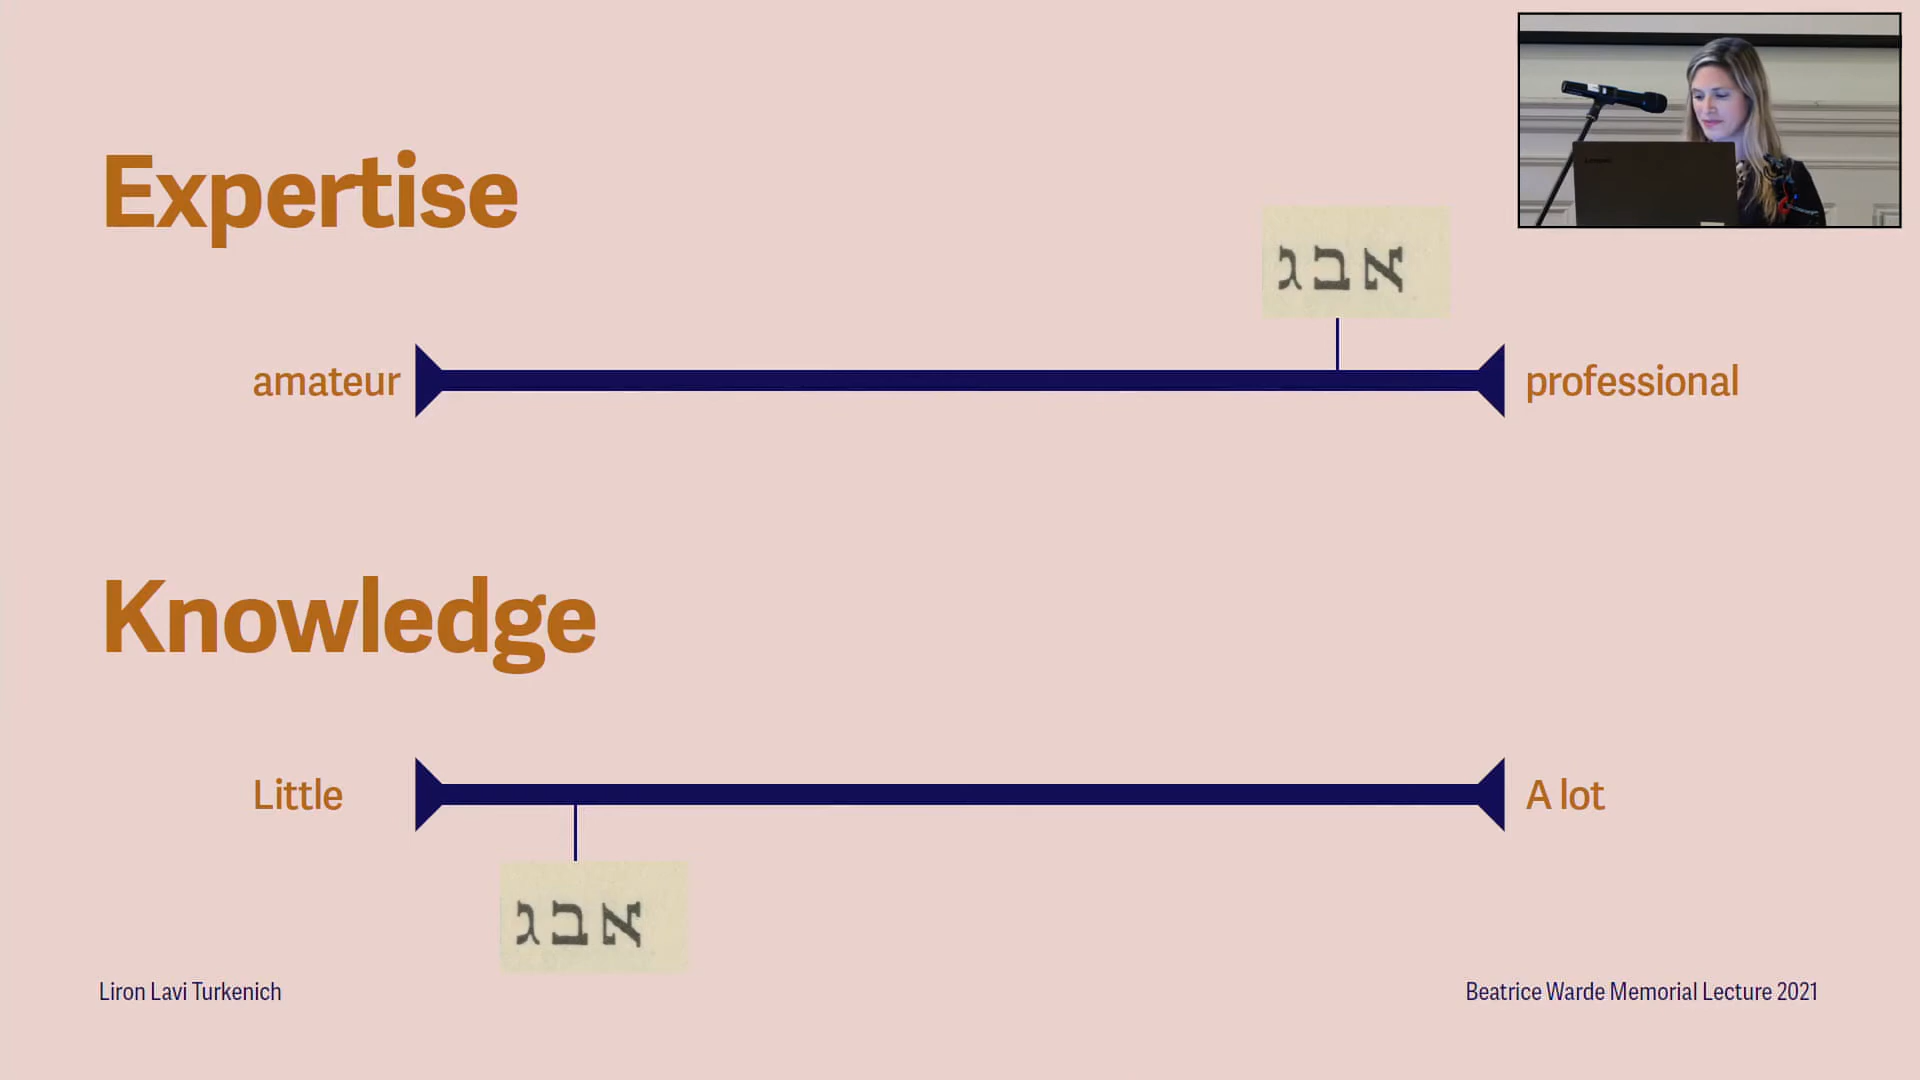 Expertise
אבג
amateur
professional
Knowledge
Little
A lot
אבג
Liron Lavi Turkenich
Beatrice Warde Memorial Lecture 2021